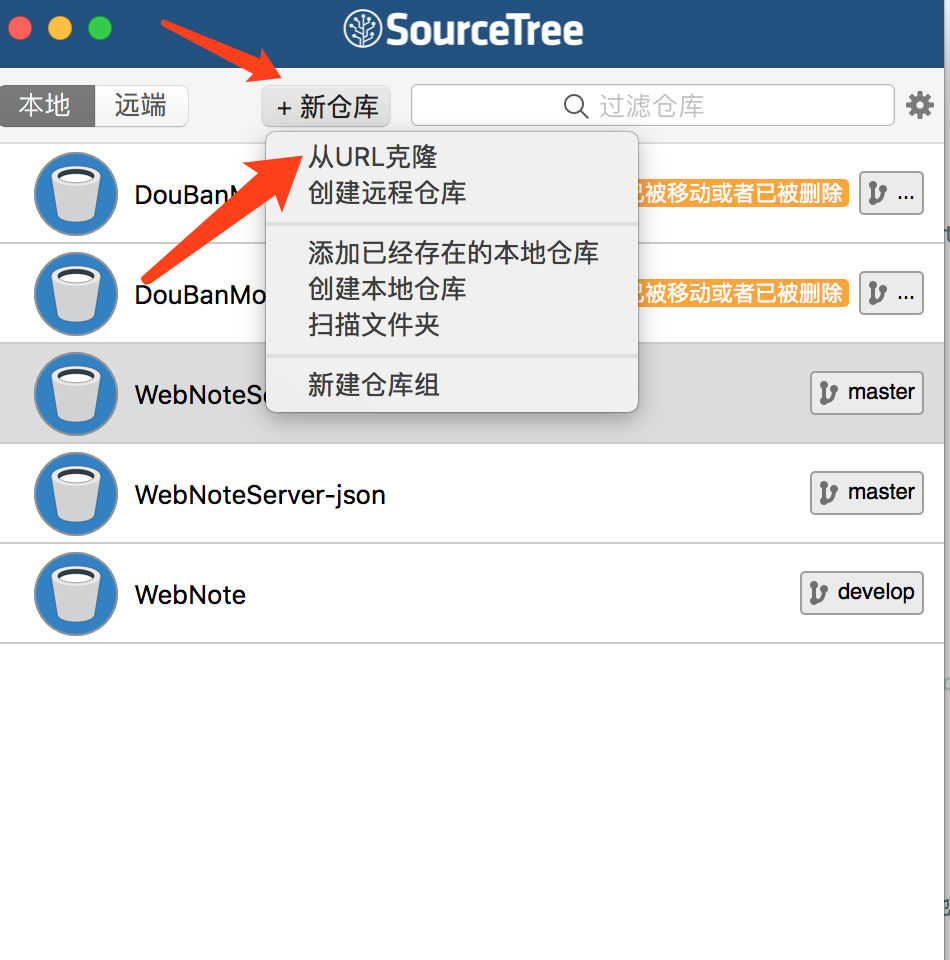 SourceTree
本地 远端 + 新仓库 过滤仓库
从URL克隆
创建远程仓库
添加已经存在的本地仓库
创建本地仓库
扫描文件夹
新建仓库组
被移动或者已被删除 ...
DouBanMo 被移动或者已被删除 ...
master
WebNoteServer-json master
WebNote develop